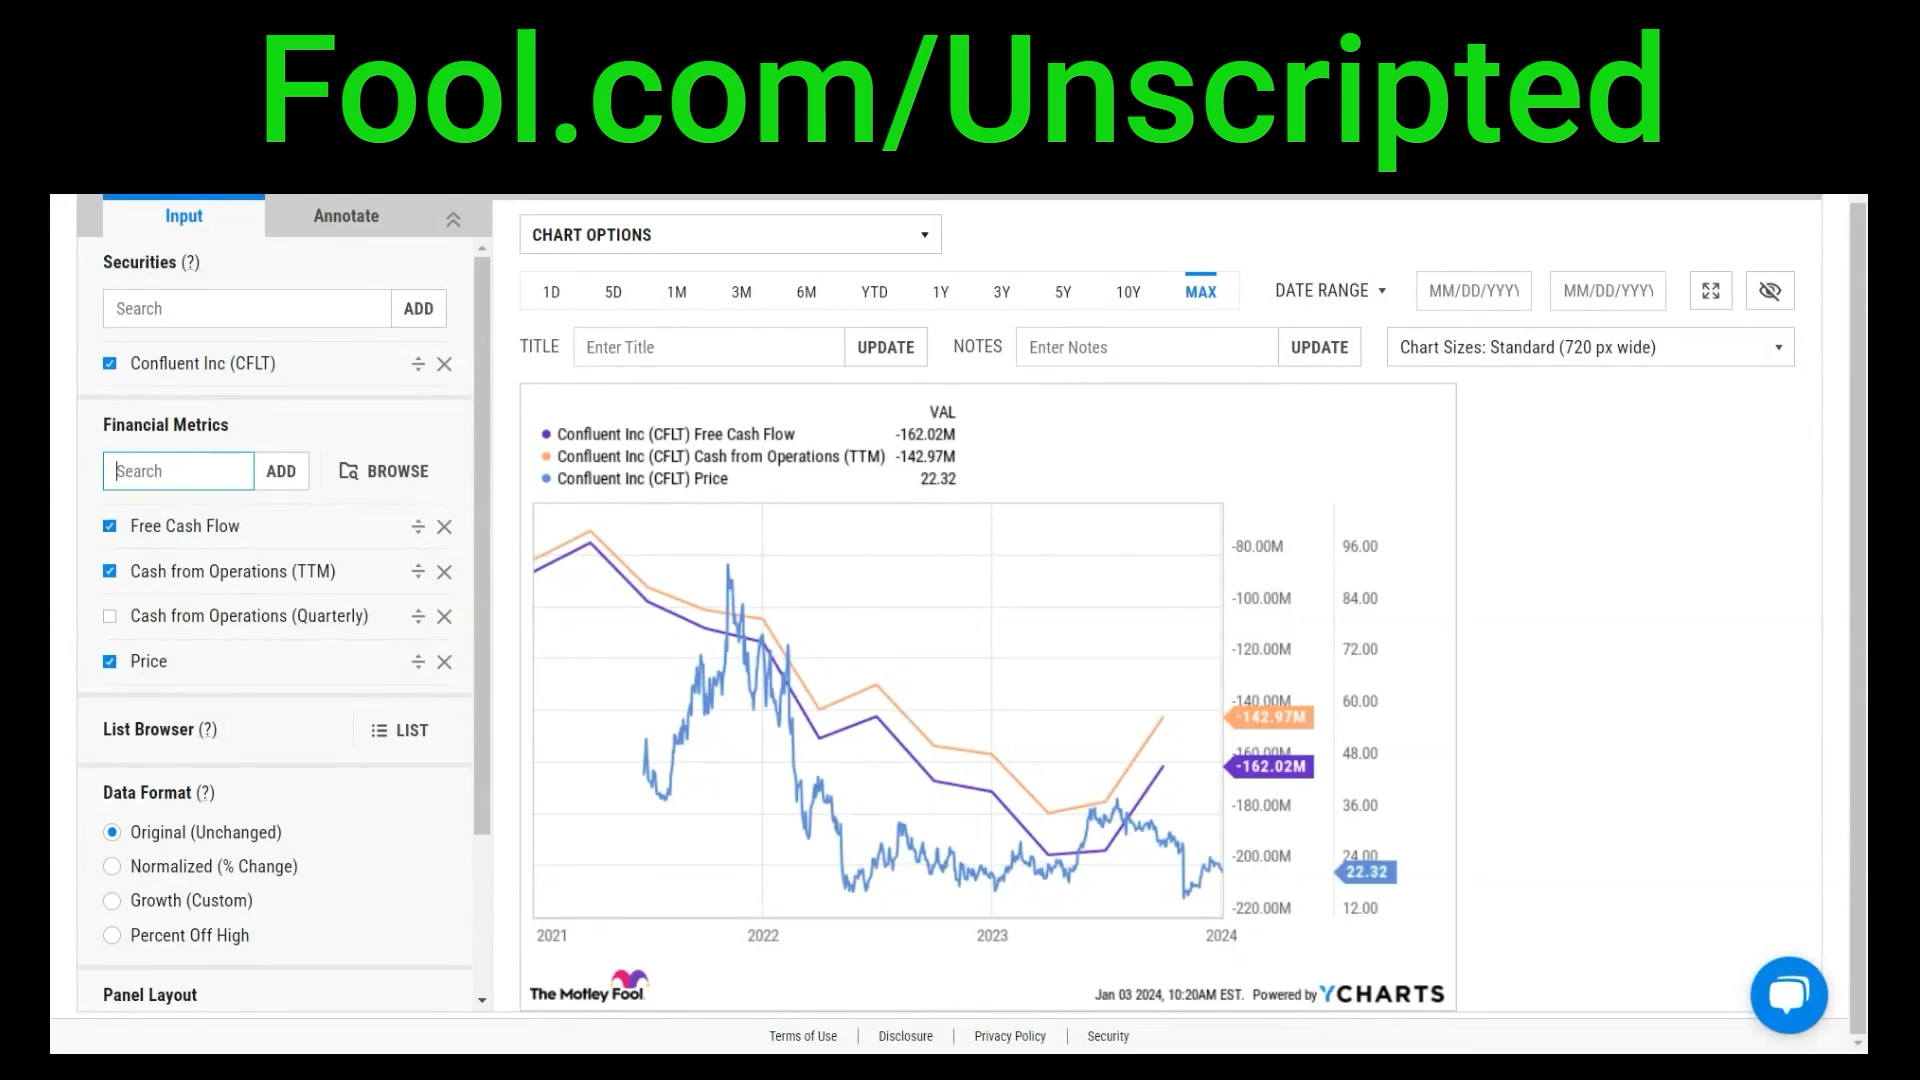 Fool.com/Unscripted
Input
Annotate
Securities (?)
Search
ADD
Confluent Inc (CFLT)
Financial Metrics
Search
ADD
BROWSE
Free Cash Flow
Cash from Operations (TTM)
Cash from Operations (Quarterly)
Price
List Browser (?)
LIST
Data Format (?)
Original (Unchanged)
Normalized (% Change)
Growth (Custom)
Percent Off High
Panel Layout
CHART OPTIONS
1D 5D 1M 3M 6M YTD 1Y 3Y 5Y 10Y MAX
DATE RANGE
MM/DD/YYYY
MM/DD/YYYY
TITLE
Enter Title
UPDATE
NOTES
Enter Notes
UPDATE
Chart Sizes: Standard (720 px wide)
VAL
Confluent Inc (CFLT) Free Cash Flow -162.02M
Confluent Inc (CFLT) Cash from Operations (TTM) -142.97M
Confluent Inc (CFLT) Price 22.32
-80.00M 96.00
-100.00M 84.00
-120.00M 72.00
-140.00M 60.00
-142.97M
-160.00M 48.00
-162.02M
-180.00M 36.00
-200.00M 24.00
22.32
-220.00M 12.00
2021 2022 2023 2024
The Motley Fool.
Jan 03 2024, 10:20AM EST. Powered by YCHARTS
Terms of Use | Disclosure | Privacy Policy | Security